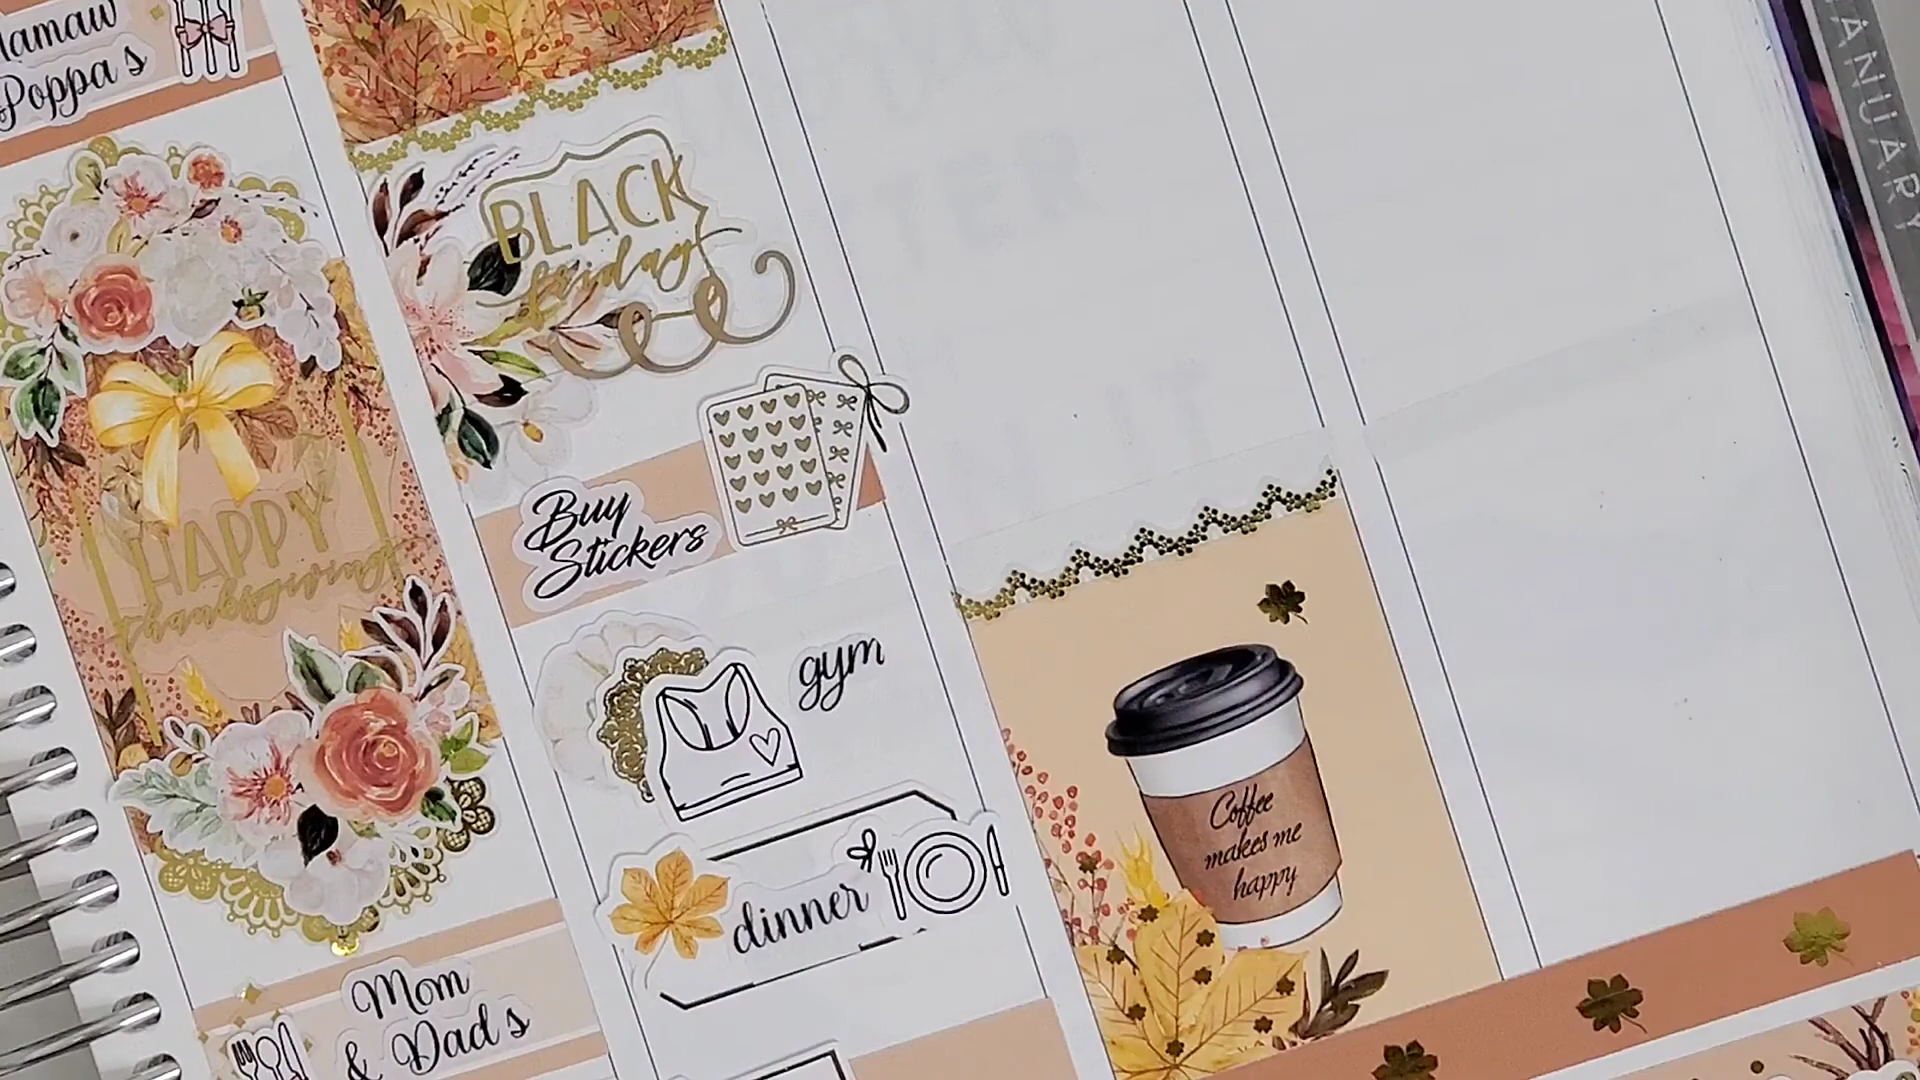 Mamaw
Poppa's
HAPPY
thanksgiving
Mom
& Dad's
BLACK
friday
Buy
Stickers
gym
dinner
Coffee
makes me
happy
JANUARY